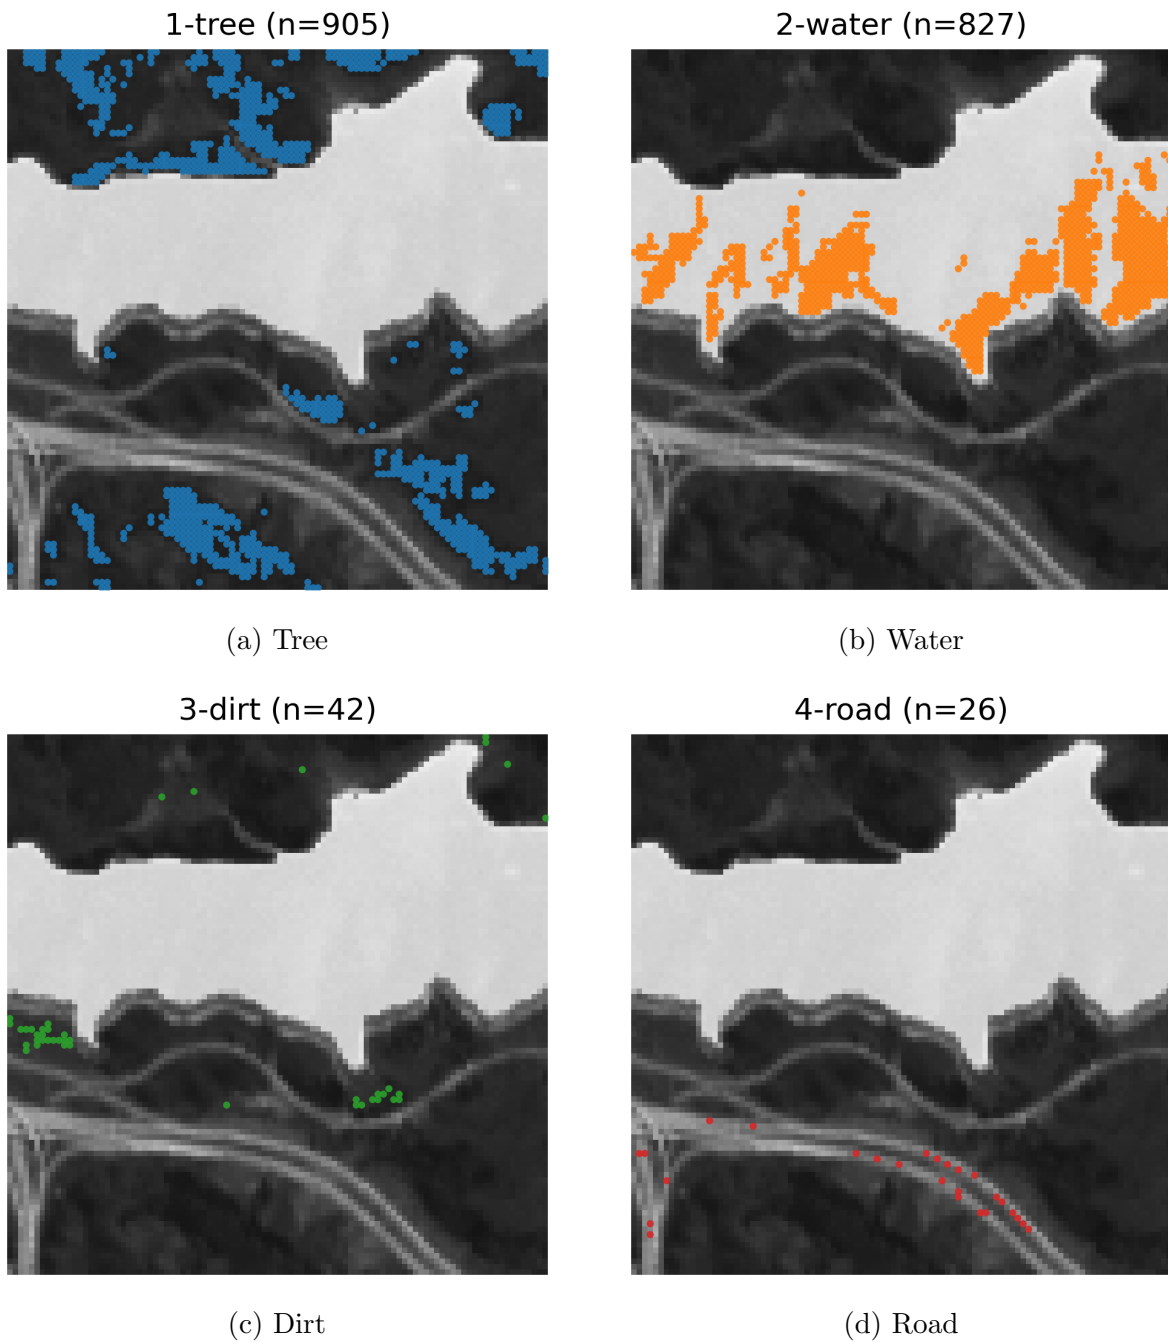 1-tree (n=905)
2-water (n=827)
(a) Tree
(b) Water
3-dirt (n=42)
4-road (n=26)
(c) Dirt
(d) Road